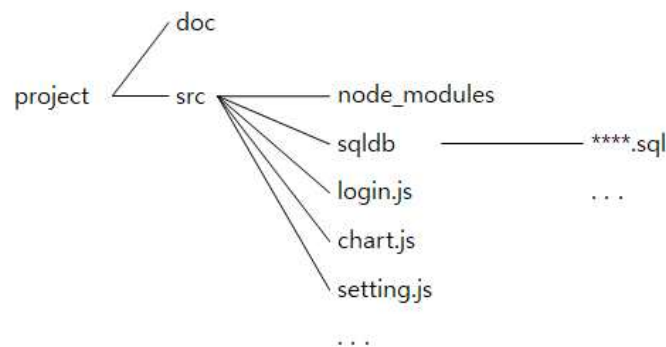 doc
project
src
node_modules
sqldb
****.sql
login.js
. . .
chart.js
setting.js
. . .